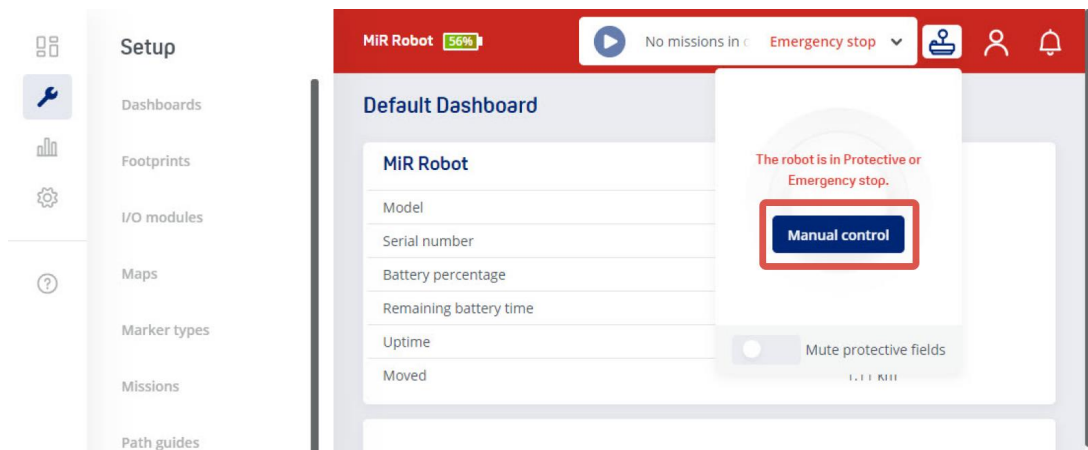 Setup
Dashboards
Footprints
I/O modules
Maps
Marker types
Missions
Path guides
MiR Robot 56%
No missions in
Emergency stop
Default Dashboard
MiR Robot
Model
Serial number
Battery percentage
Remaining battery time
Uptime
Moved
The robot is in Protective or
Emergency stop.
Manual control
Mute protective fields